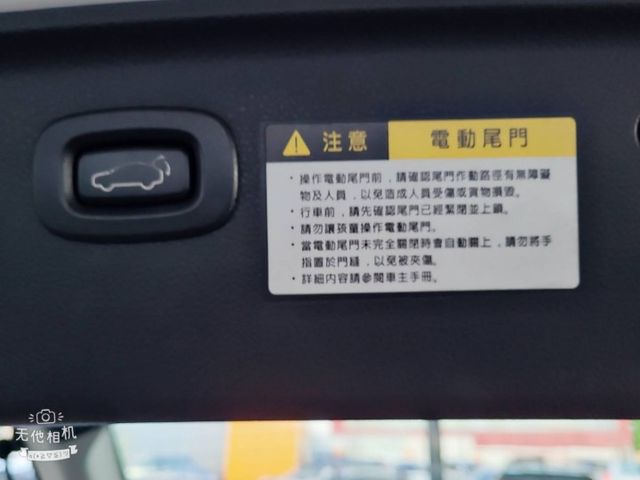 注意 電動尾門
・操作電動尾門前，請確認尾門作動路徑有無障礙
物及人員，以免造成人員受傷或貨物損毀。
・行車前，請先確認尾門已經緊閉並上鎖。
・請勿讓孩童操作電動尾門。
・當電動尾門未完全關閉時會自動關上，請勿將手
指置於門縫，以免被夾傷。
・詳細內容請參閱車主手冊。
无他相机